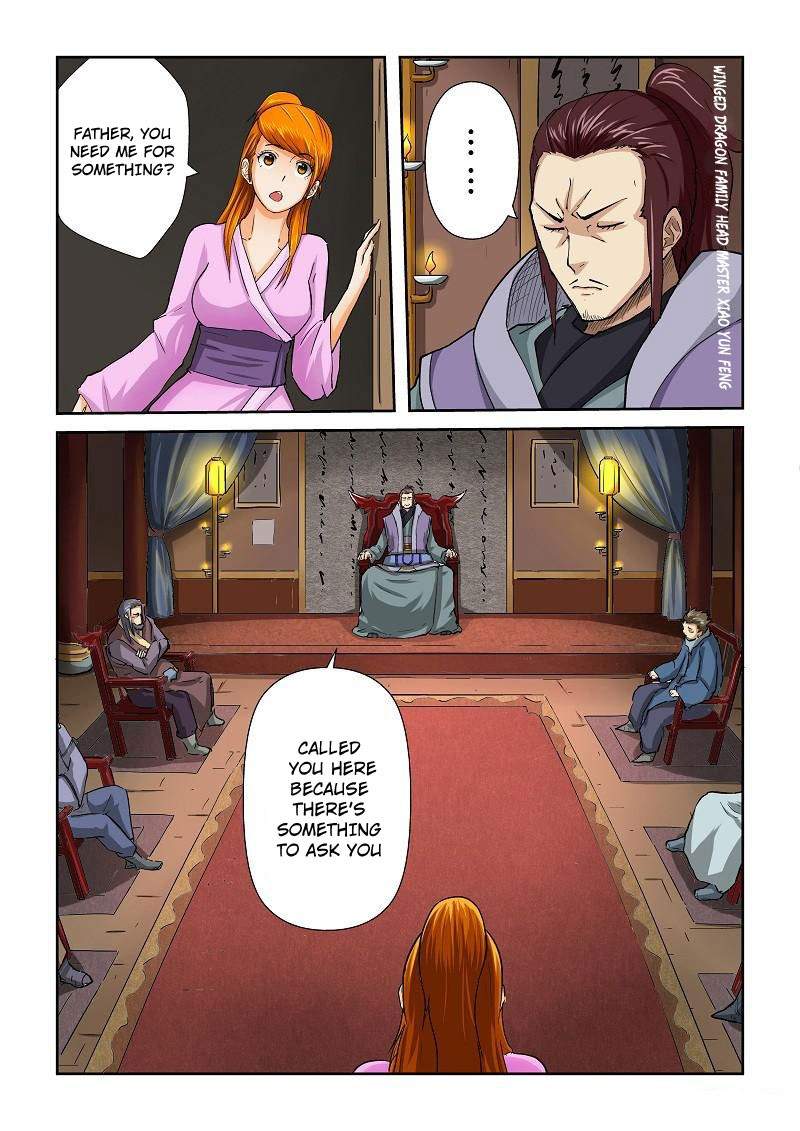 FATHER, YOU
NEED ME FOR
SOMETHING?
......
WINGED DRAGON FAMILY HEAD MASTER XIAO YUN FENG
CALLED
YOU HERE
BECAUSE
THERE'S
SOMETHING
TO ASK YOU